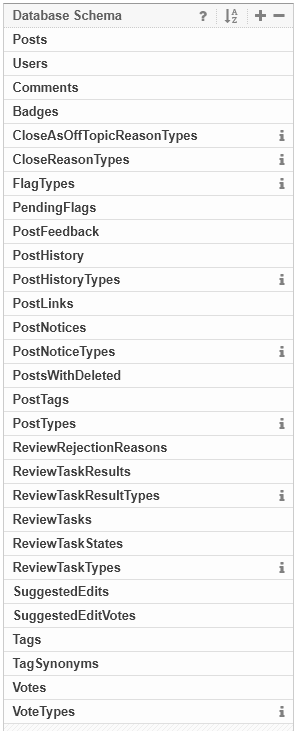 Database Schema ? A Z + −
Posts
Users
Comments
Badges
CloseAsOffTopicReasonTypes i
CloseReasonTypes i
FlagTypes i
PendingFlags
PostFeedback
PostHistory
PostHistoryTypes i
PostLinks
PostNotices
PostNoticeTypes i
PostsWithDeleted
PostTags
PostTypes i
ReviewRejectionReasons
ReviewTaskResults
ReviewTaskResultTypes i
ReviewTasks
ReviewTaskStates
ReviewTaskTypes i
SuggestedEdits
SuggestedEditVotes
Tags
TagSynonyms
Votes
VoteTypes i